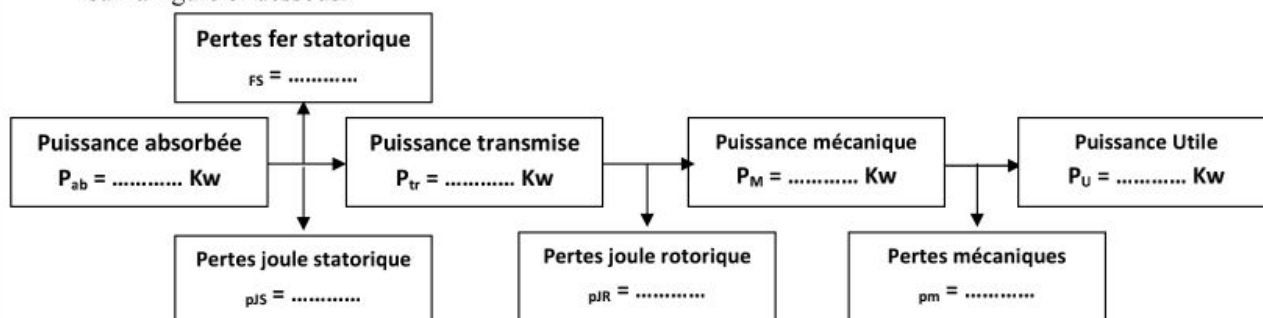 Pertes fer statorique
FS = ............
Puissance absorbée
Pab = ............ Kw
Puissance transmise
Ptr = ............ Kw
Puissance mécanique
PM = ............ Kw
Puissance Utile
PU = ............ Kw
Pertes joule statorique
pJS = ............
Pertes joule rotorique
pJR = ............
Pertes mécaniques
pm = ............